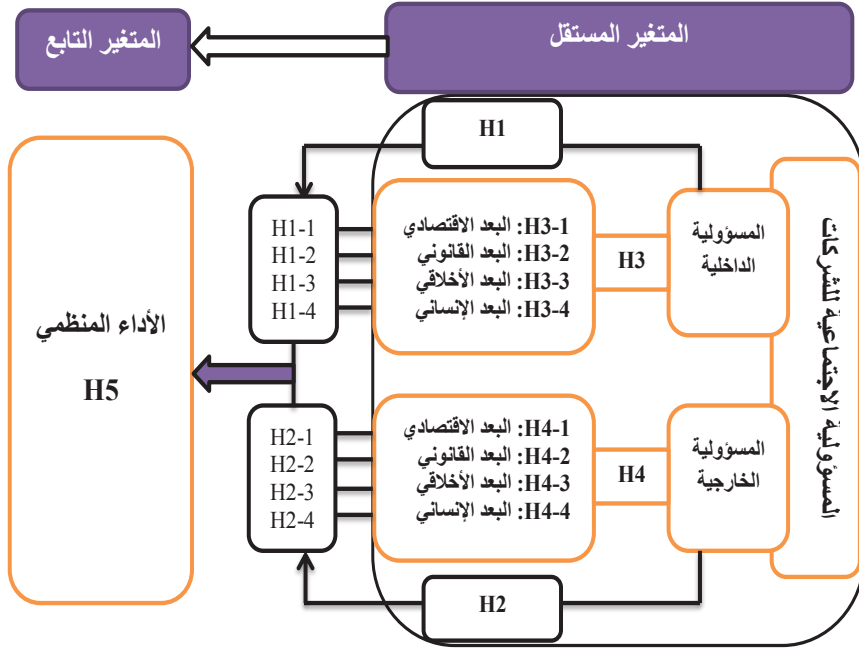 المتغير المستقل
المتغير التابع
H1
المسؤولية الاجتماعية للشركات
المسؤولية
الداخلية
H3
H3-1: البعد الاقتصادي
H3-2: البعد القانوني
H3-3: البعد الأخلاقي
H3-4: البعد الإنساني
H1-1
H1-2
H1-3
H1-4
الأداء المنظمي
H5
المسؤولية
الخارجية
H4
H4-1: البعد الاقتصادي
H4-2: البعد القانوني
H4-3: البعد الأخلاقي
H4-4: البعد الإنساني
H2-1
H2-2
H2-3
H2-4
H2